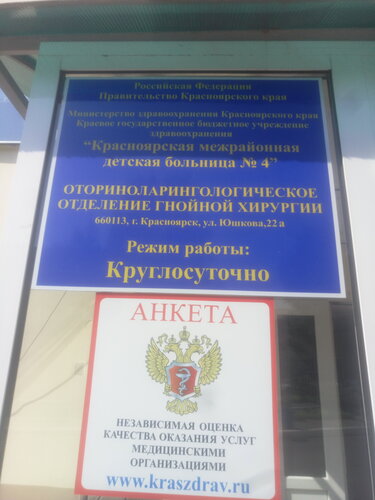 Российская Федерация
Правительство Красноярского края
Министерство здравоохранения Красноярского края
Краевое государственное бюджетное учреждение
здравоохранения
“Красноярская межрайонная
детская больница № 4”
ОТОРИНОЛАРИНГОЛОГИЧЕСКОЕ
ОТДЕЛЕНИЕ ГНОЙНОЙ ХИРУРГИИ
660113, г. Красноярск, ул. Юшкова,22 а
Режим работы:
Круглосуточно
АНКЕТА
НЕЗАВИСИМАЯ ОЦЕНКА
КАЧЕСТВА ОКАЗАНИЯ УСЛУГ
МЕДИЦИНСКИМИ
ОРГАНИЗАЦИЯМИ
www.kraszdrav.ru